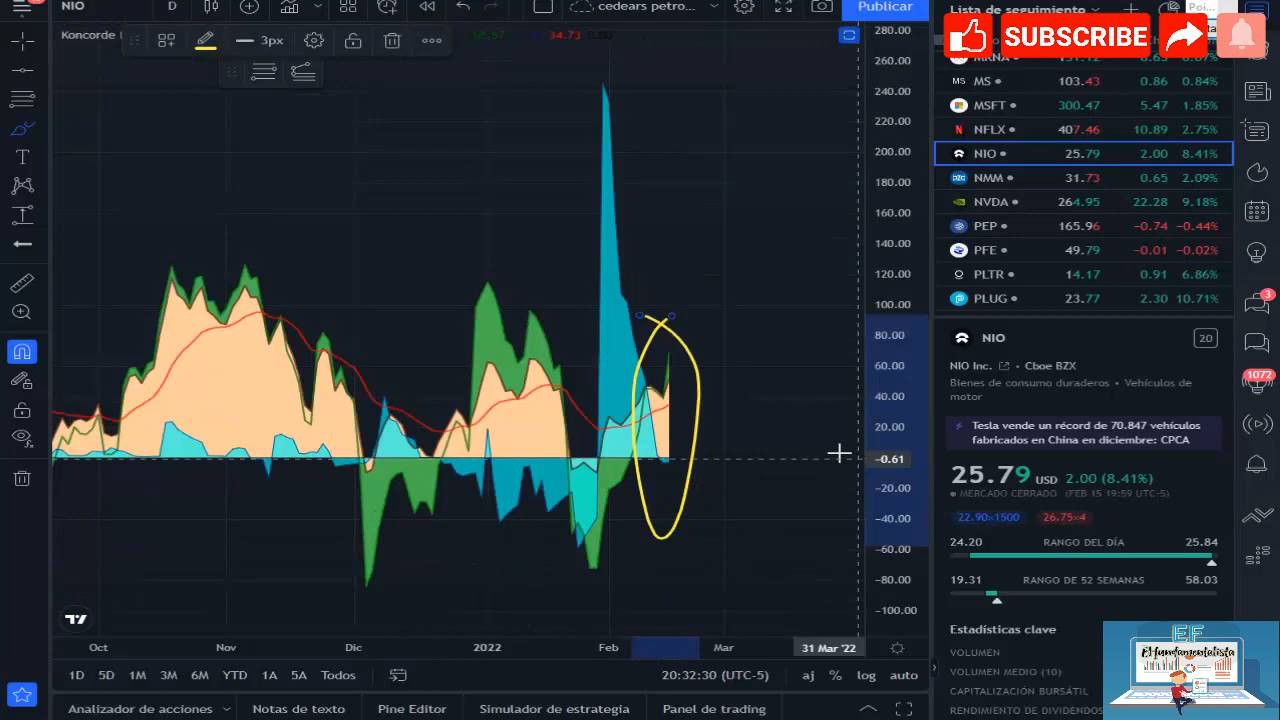 NIO
D
cedears petro...
Publicar
Koncorde
3px
34.73
280.00
260.00
240.00
220.00
200.00
180.00
160.00
140.00
120.00
100.00
80.00
60.00
40.00
20.00
−0.61
−20.00
−40.00
−60.00
−80.00
−100.00
Oct
Nov
Dic
2022
Feb
Mar
31 Mar '22
1D
5D
1M
3M
6M
YTD
1A
5A
Todos
20:32:30 (UTC-5)
aj
%
log
auto
Analizador de acciones
Notas de texto
Panel de trading
Lista de seguimiento
SUBSCRIBE
MS 103.43 0.86 0.84%
MSFT 300.47 5.47 1.85%
NFLX 407.46 10.89 2.75%
NIO 25.79 2.00 8.41%
NMM 31.73 0.65 2.09%
NVDA 264.95 22.28 9.18%
PEP 165.96 −0.74 −0.44%
PFE 49.79 −0.01 −0.02%
PLTR 14.17 0.91 6.86%
PLUG 23.77 2.30 10.71%
3
1072
NIO
20
NIO Inc. • Cboe BZX
Bienes de consumo duraderos • Vehículos de
motor
Tesla vende un récord de 70.847 vehículos
fabricados en China en diciembre: CPCA
25.79 USD 2.00 (8.41%)
MERCADO CERRADO (FEB 15 19:59 UTC-5)
22.90×1500
26.75×4
24.20 RANGO DEL DÍA 25.84
19.31 RANGO DE 52 SEMANAS 58.03
Estadísticas clave
VOLUMEN
VOLUMEN MEDIO (10)
CAPITALIZACIÓN BURSÁTIL
RENDIMIENTO DE DIVIDENDOS
EF
ElFundamentalista